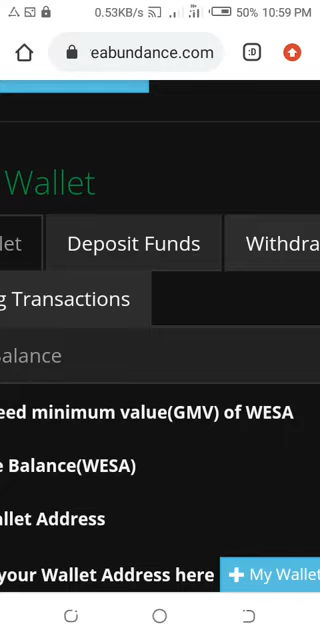 0.53KB/s 50% 10:59 PM
eabundance.com :D
Wallet
let Deposit Funds Withdra
g Transactions
Balance
eed minimum value(GMV) of WESA
e Balance(WESA)
allet Address
your Wallet Address here + My Wallet